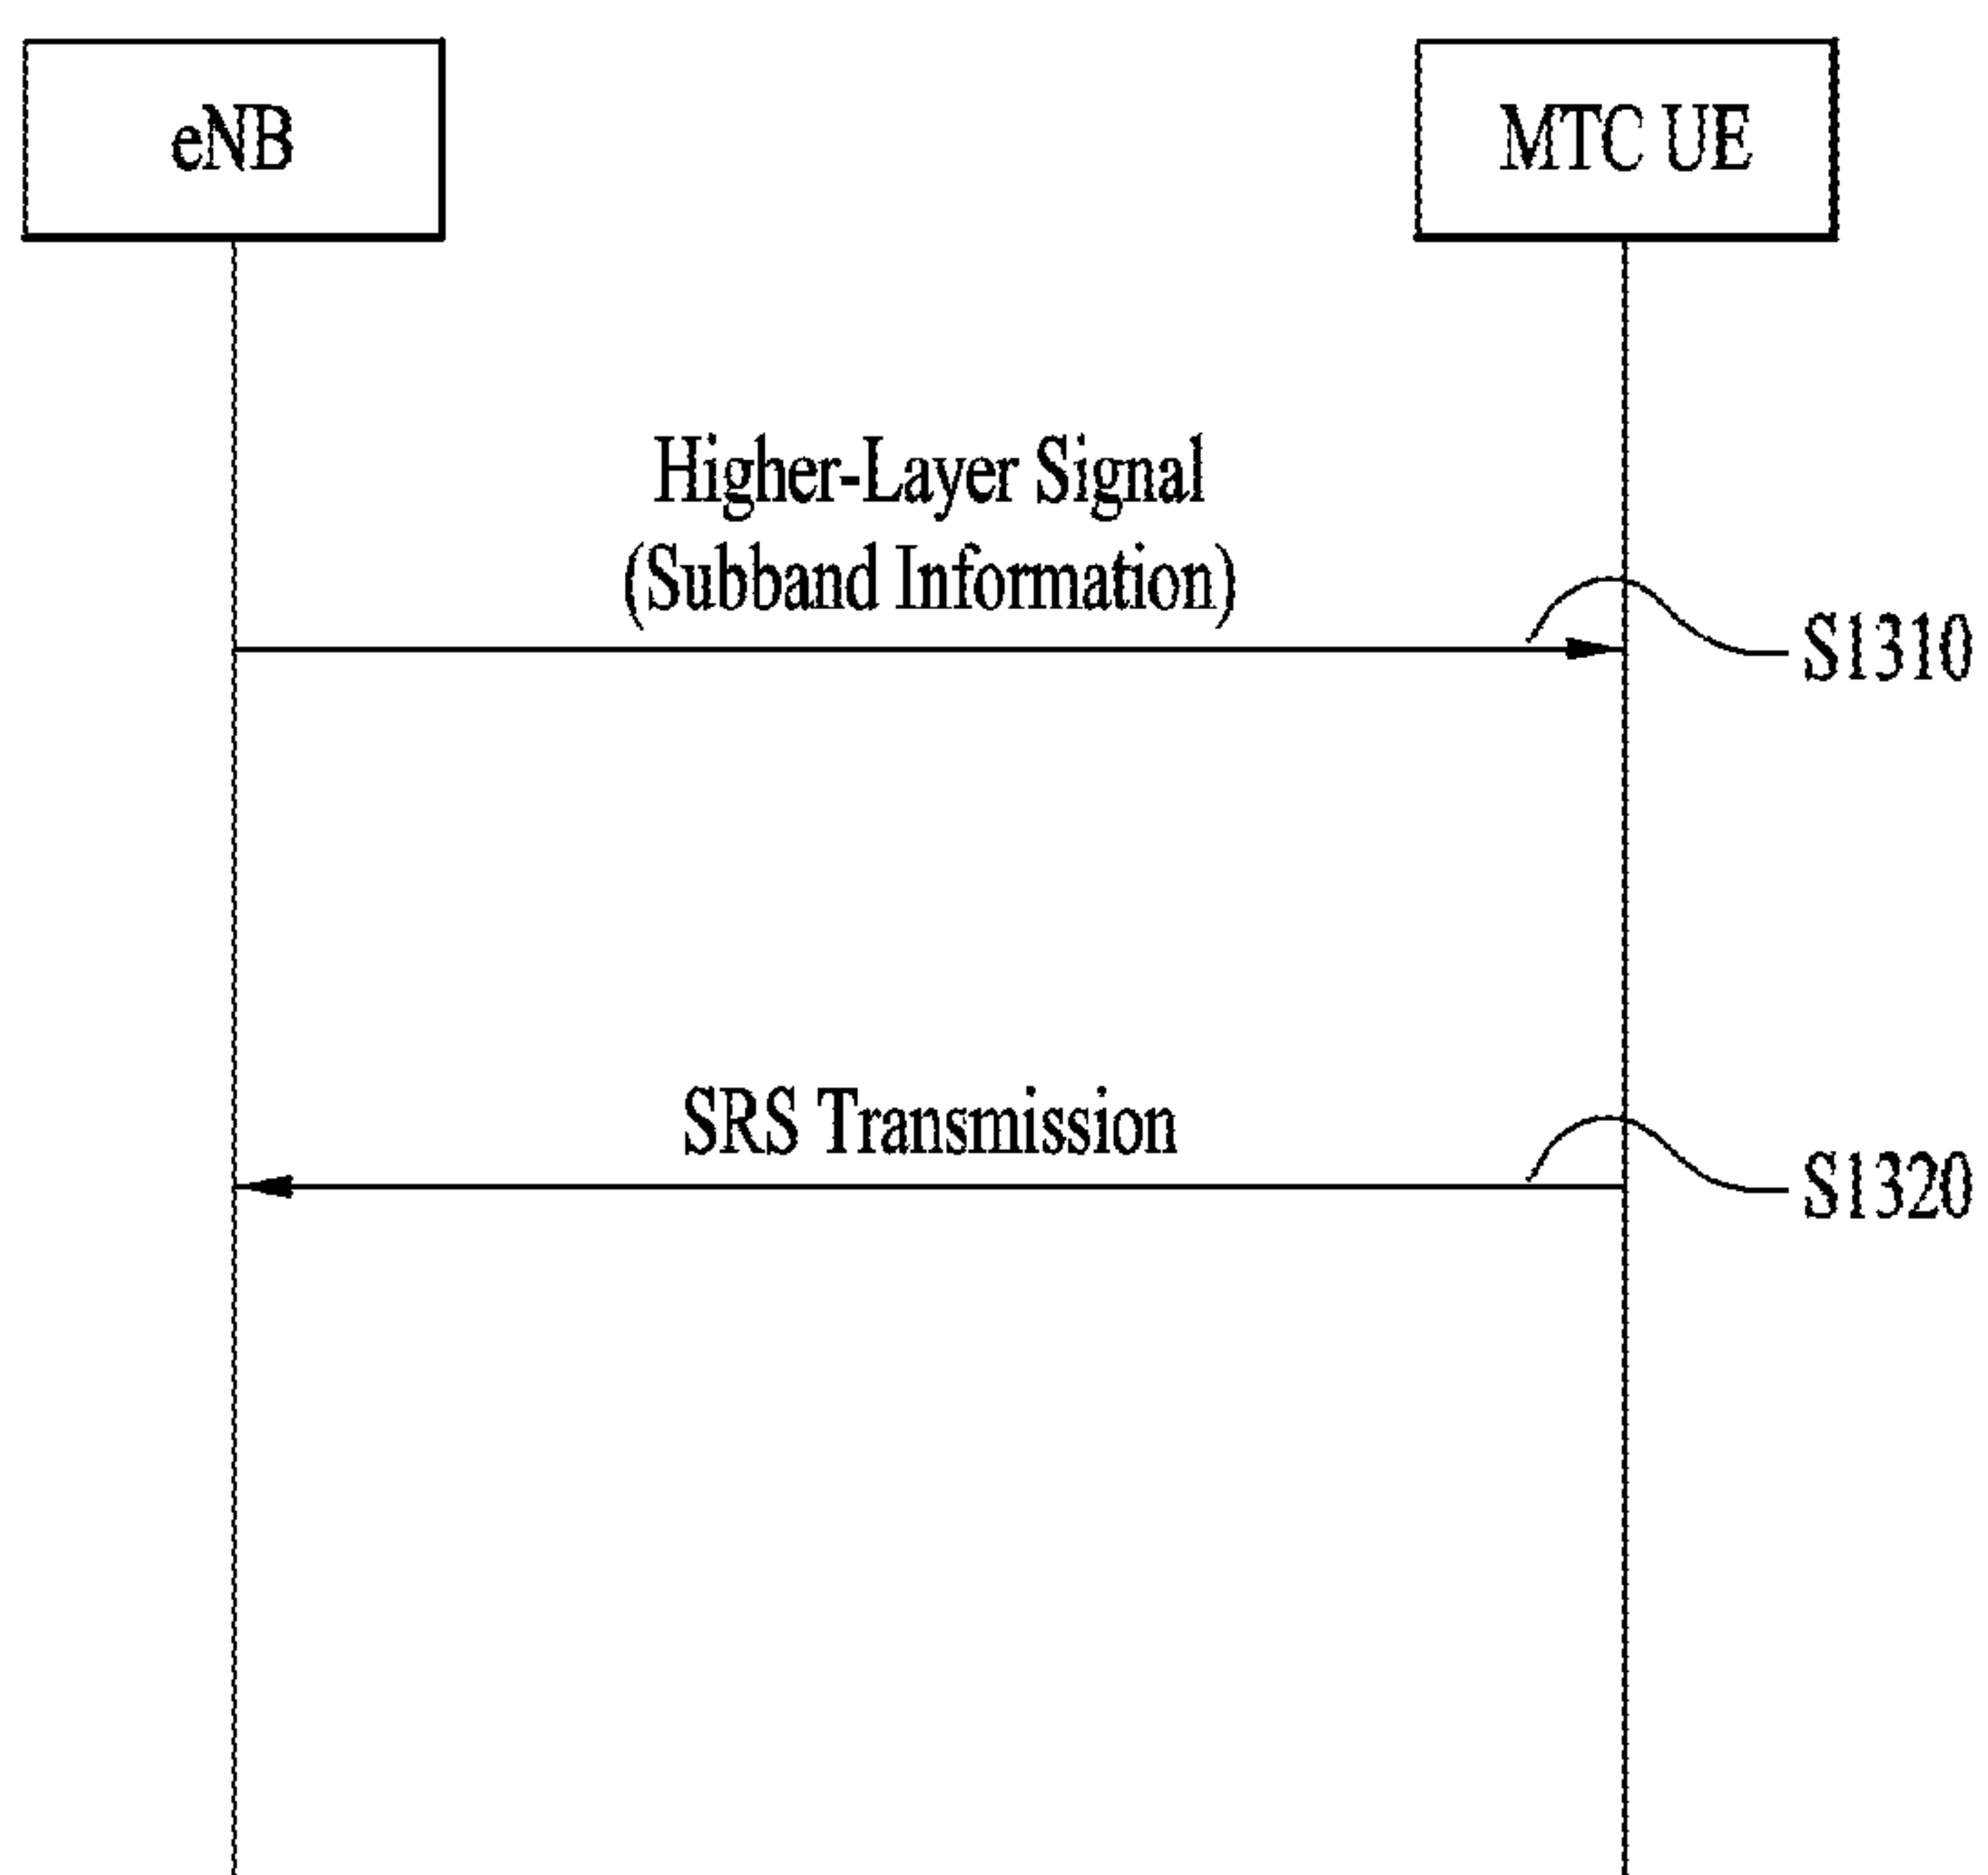 eNB
MTC UE
Higher-Layer Signal
(Subband Information)
S1310
SRS Transmission
S1320